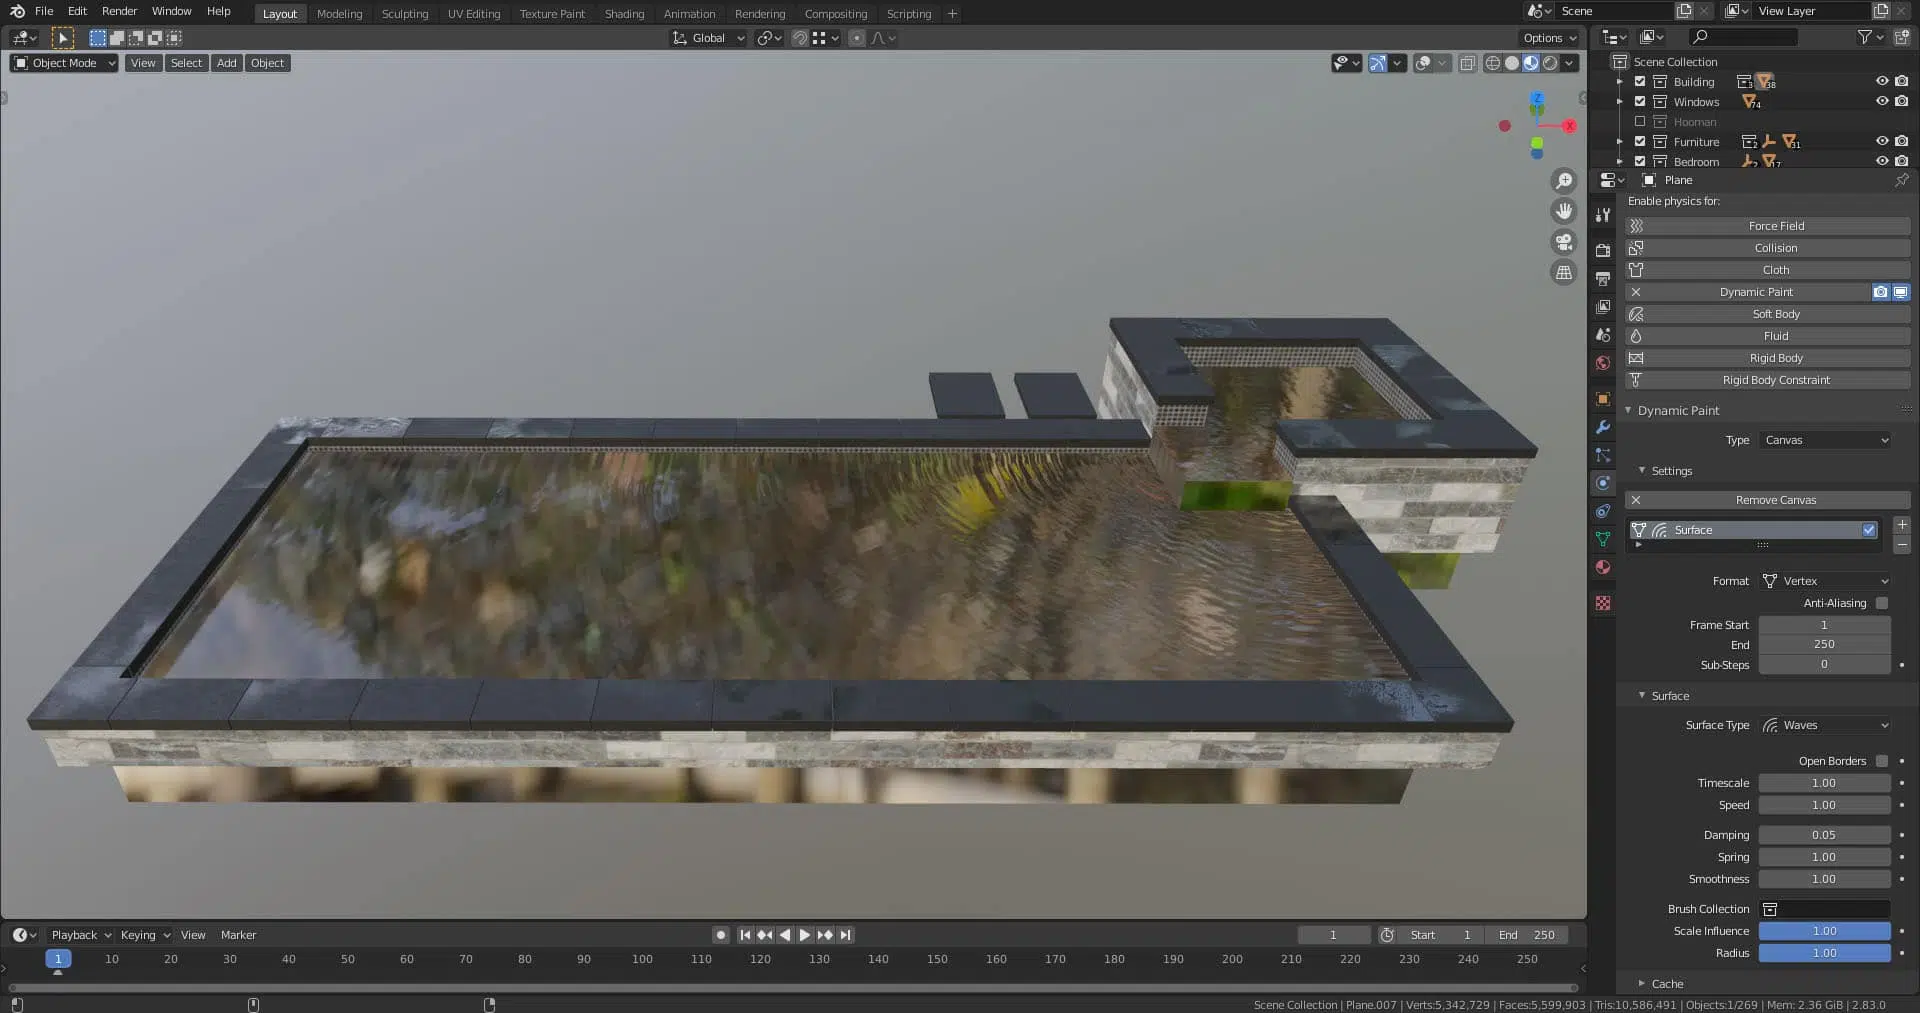 File Edit Render Window Help Layout Modeling Sculpting UV Editing Texture Paint Shading Animation Rendering Compositing Scripting + Scene View Layer
Global Options
Object Mode View Select Add Object
Scene Collection
Building 38
Windows 74
Hooman
Furniture 2 31
Bedroom 2 17
Z
X
Plane
Enable physics for:
Force Field
Collision
Cloth
Dynamic Paint
Soft Body
Fluid
Rigid Body
Rigid Body Constraint
Dynamic Paint
Type Canvas
Settings
Remove Canvas
Surface
Format Vertex
Anti-Aliasing
Frame Start 1
End 250
Sub-Steps 0
Surface
Surface Type Waves
Open Borders
Timescale 1.00
Speed 1.00
Damping 0.05
Spring 1.00
Smoothness 1.00
Brush Collection
Scale Influence 1.00
Radius 1.00
Cache
Playback Keying View Marker 1 Start 1 End 250
1 10 20 30 40 50 60 70 80 90 100 110 120 130 140 150 160 170 180 190 200 210 220 230 240 250
Scene Collection | Plane.007 | Verts:5,342,729 | Faces:5,599,903 | Tris:10,586,491 | Objects:1/269 | Mem: 2.36 GiB | 2.83.0